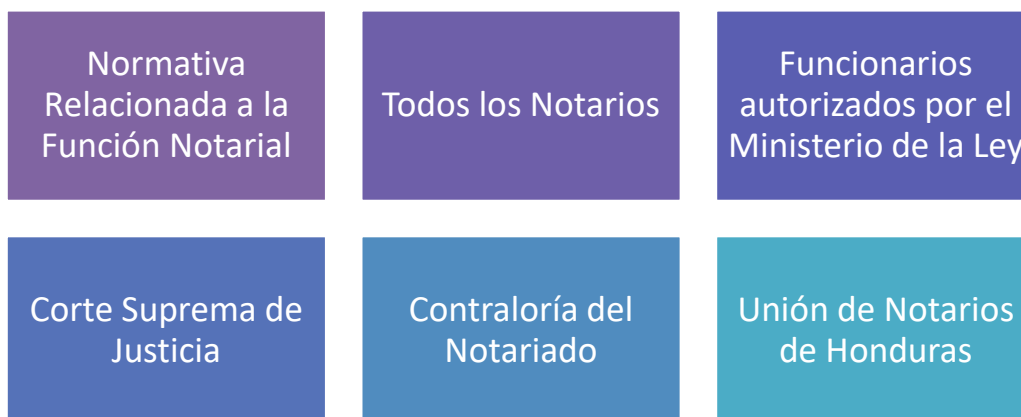 Normativa
Relacionada a la
Función Notarial
Todos los Notarios
Funcionarios
autorizados por el
Ministerio de la Ley
Corte Suprema de
Justicia
Contraloría del
Notariado
Unión de Notarios
de Honduras